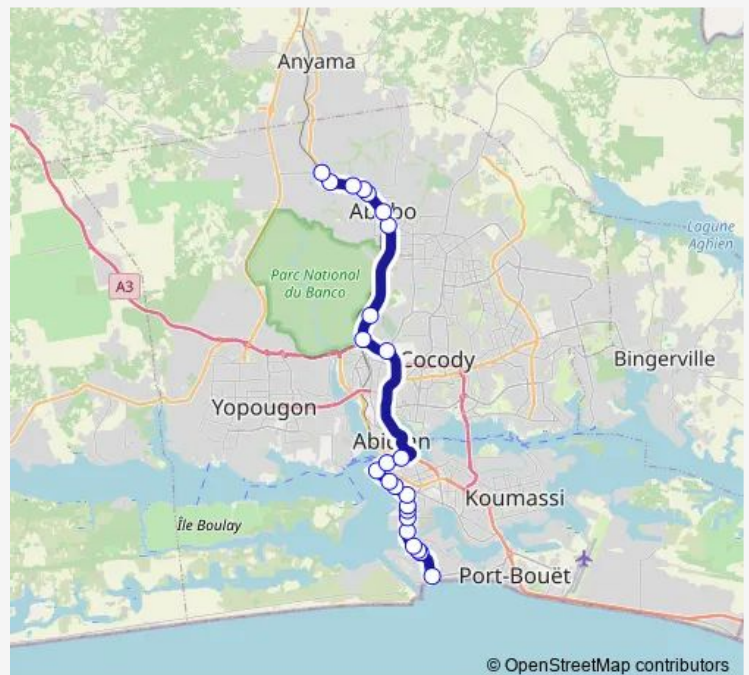 Anyama
Abobo
Lagune
Aghien
Parc National
du Banco
A3
Cocody
Bingerville
Yopougon
Abidjan
Koumassi
Île Boulay
Port-Bouët
© OpenStreetMap contributors